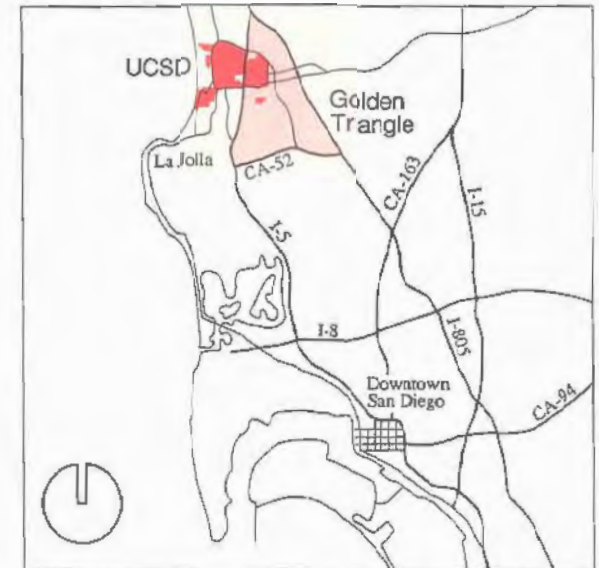 UCSD
Golden
Trangle
La Jolla
CA-52
CA-163
I-15
I-5
I-8
I-805
Downtown
San Diego
CA-94